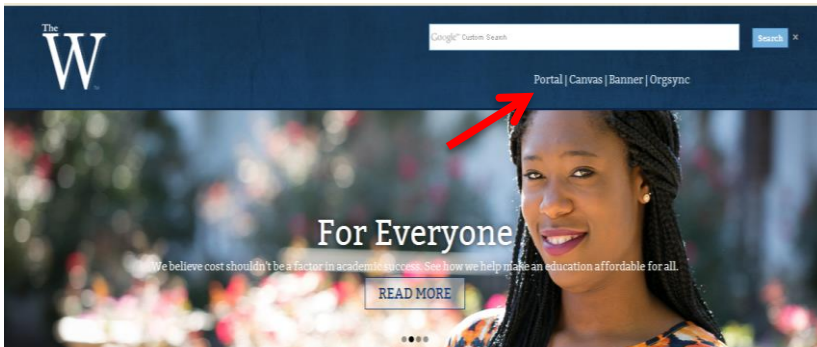 The
W
Google™ Custom Search
Search x
Portal | Canvas | Banner | Orgsync
For Everyone
We believe cost shouldn't be a factor in academic success. See how we help make an education affordable for all.
READ MORE